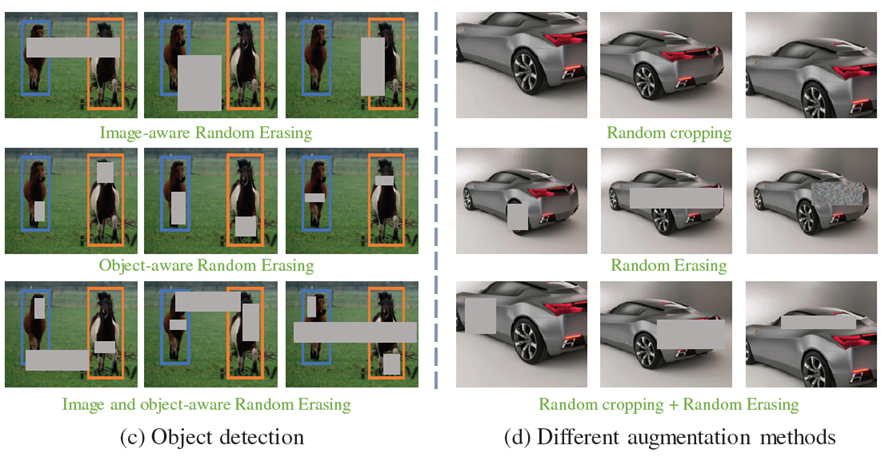 Image-aware Random Erasing
Random cropping
Object-aware Random Erasing
Random Erasing
Image and object-aware Random Erasing
Random cropping + Random Erasing
(c) Object detection
(d) Different augmentation methods